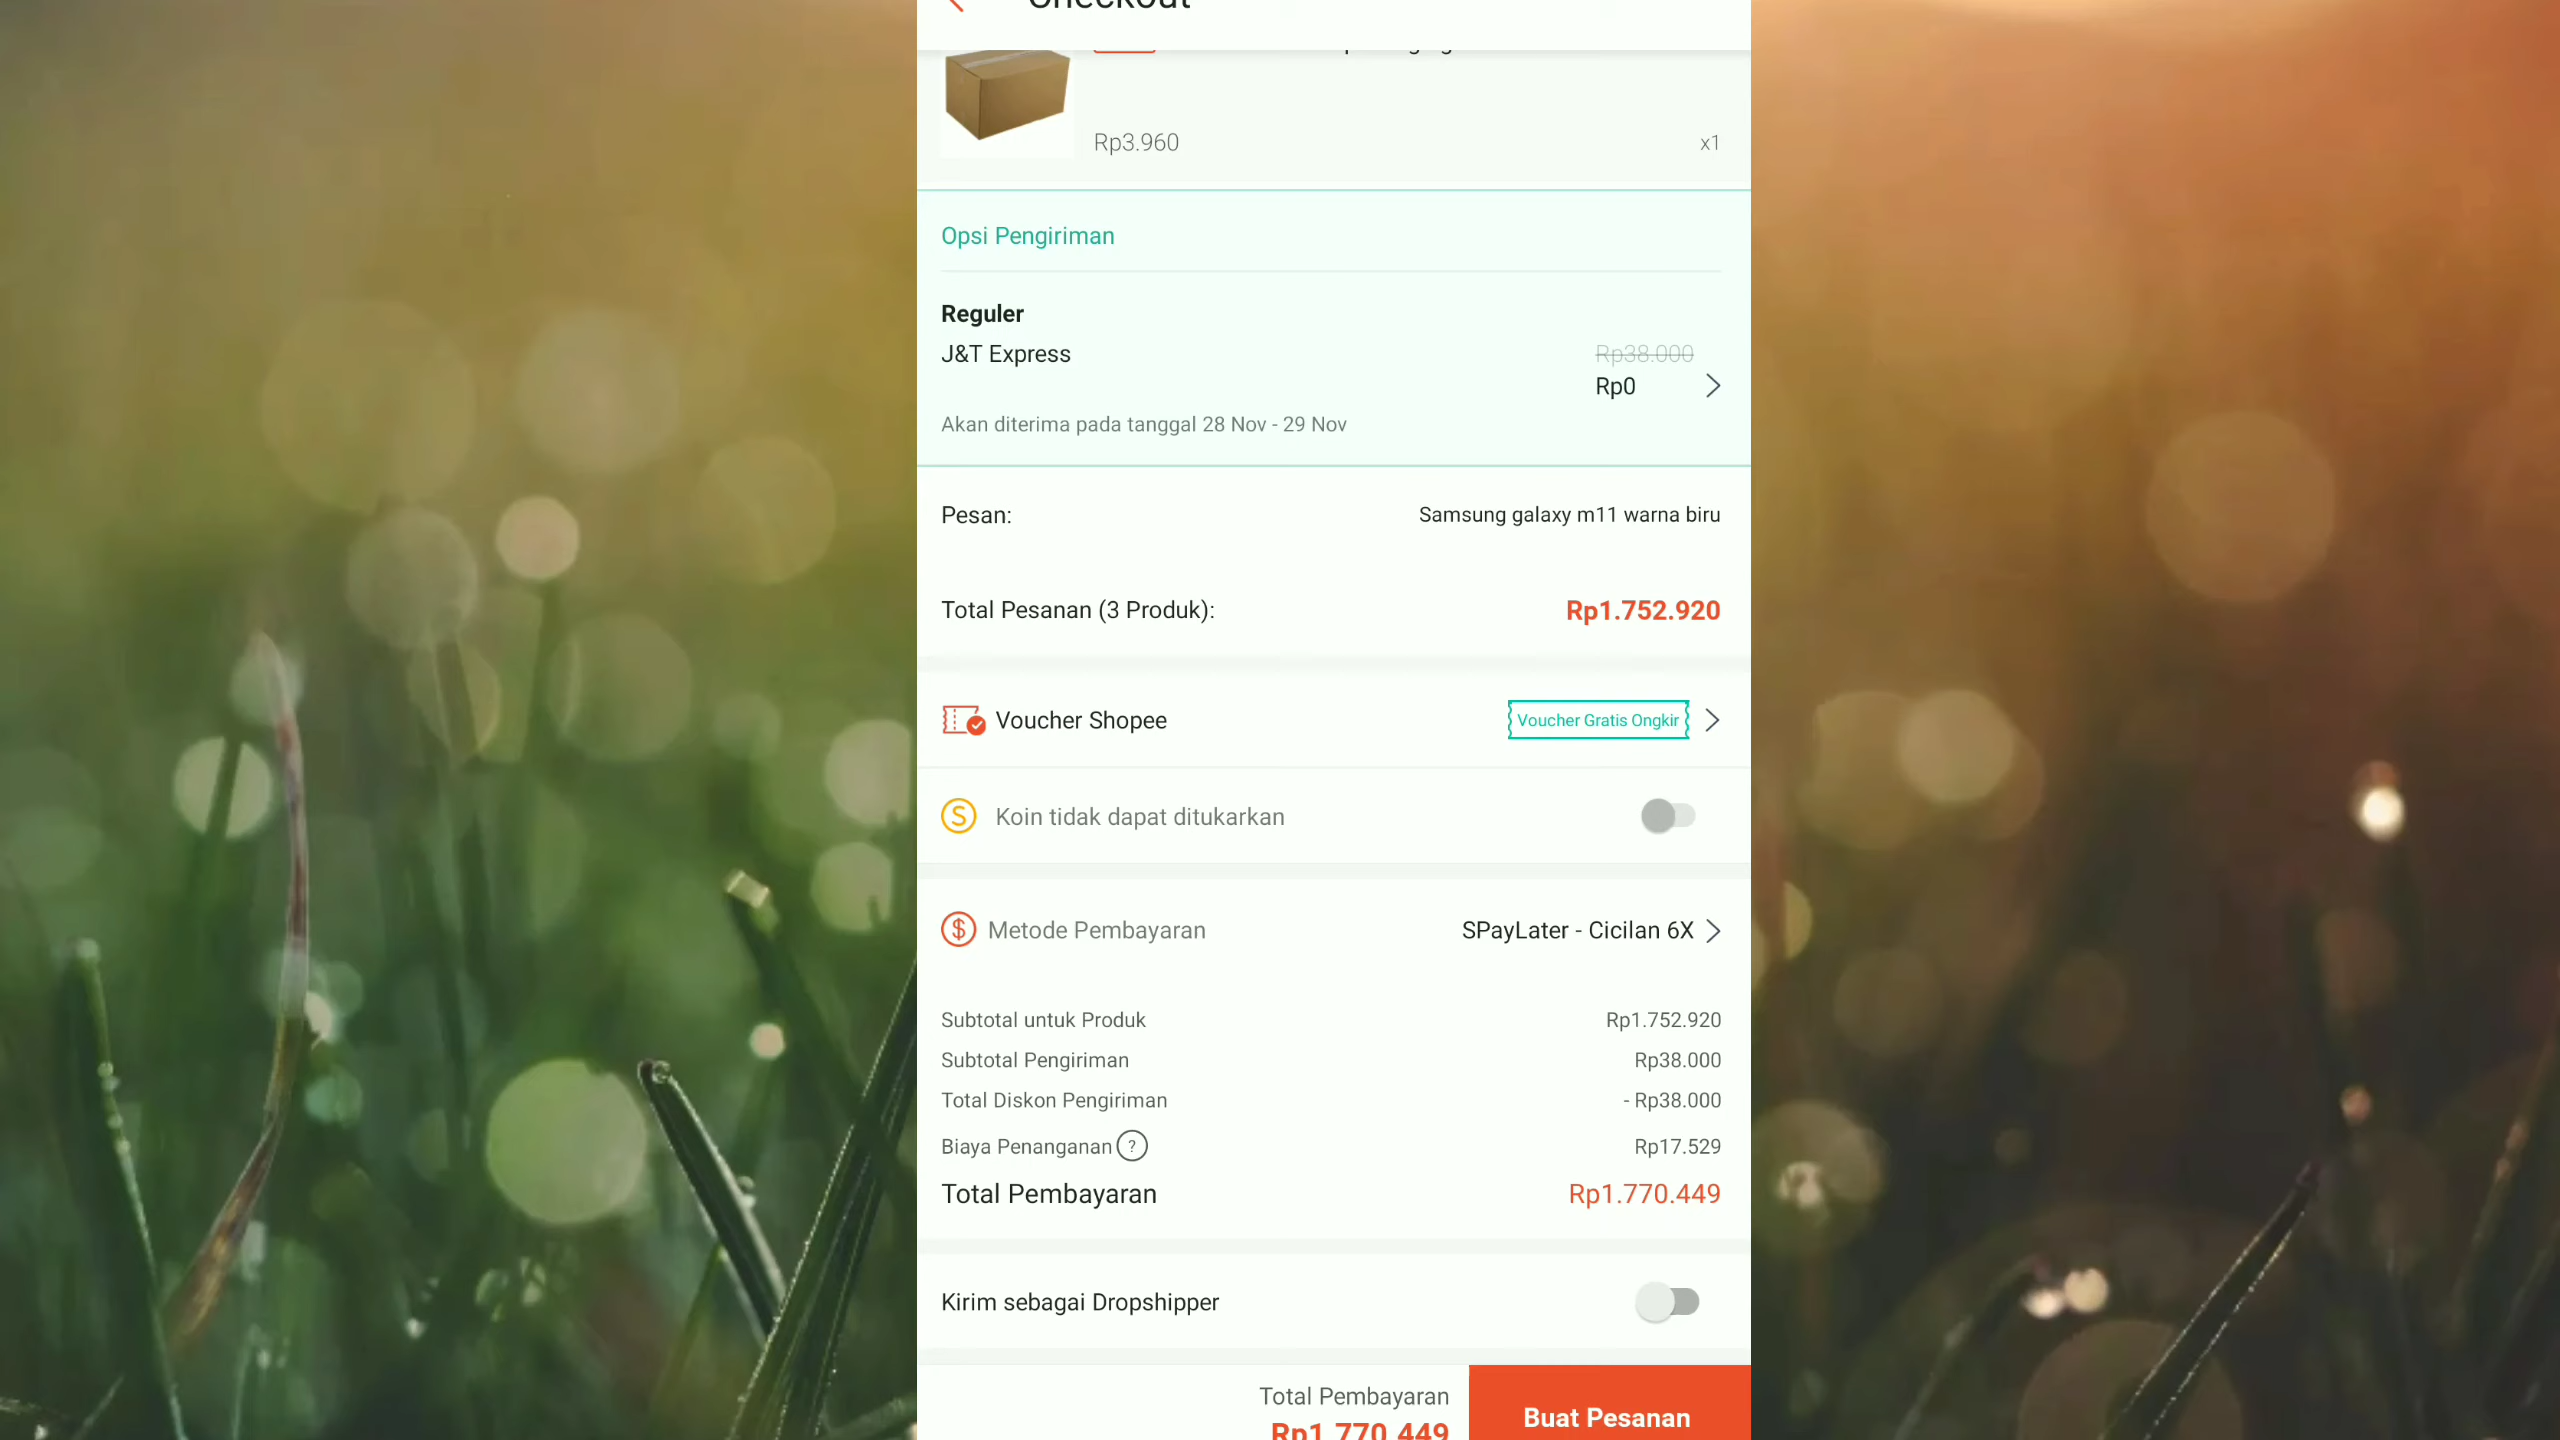 Checkout
Rp3.960
x1
Opsi Pengiriman
Reguler
J&T Express
Rp38.000
Rp0
Akan diterima pada tanggal 28 Nov - 29 Nov
Pesan:
Samsung galaxy m11 warna biru
Total Pesanan (3 Produk):
Rp1.752.920
Voucher Shopee
Voucher Gratis Ongkir
Koin tidak dapat ditukarkan
Metode Pembayaran
SPayLater - Cicilan 6X
Subtotal untuk Produk
Rp1.752.920
Subtotal Pengiriman
Rp38.000
Total Diskon Pengiriman
- Rp38.000
Biaya Penanganan ?
Rp17.529
Total Pembayaran
Rp1.770.449
Kirim sebagai Dropshipper
Total Pembayaran
Rp1.770.449
Buat Pesanan